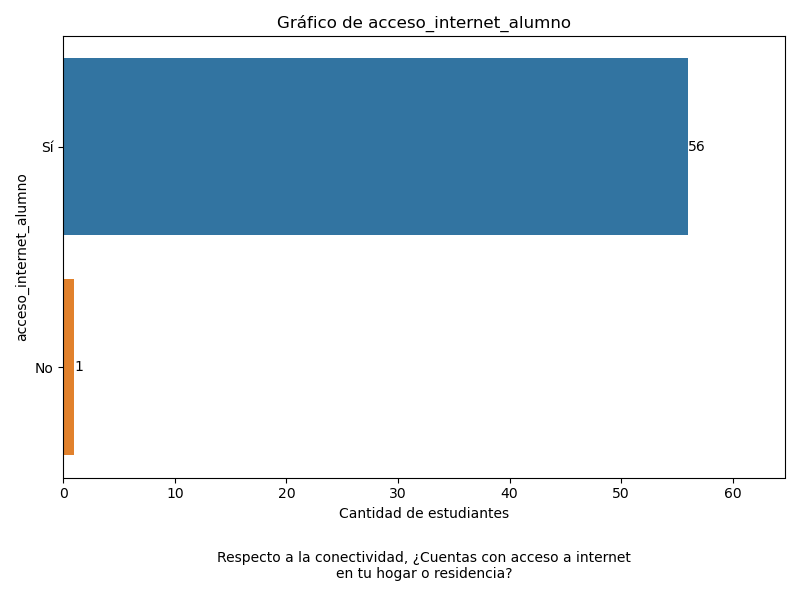 Gráfico de acceso_internet_alumno
acceso_internet_alumno
Sí
56
No
1
0 10 20 30 40 50 60
Cantidad de estudiantes
Respecto a la conectividad, ¿Cuentas con acceso a internet
en tu hogar o residencia?